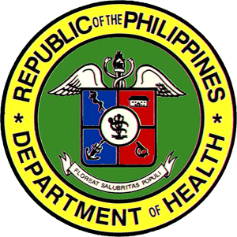 REPUBLIC OF THE PHILIPPINES
FLOREAT SALUBRITAS POPULI
DEPARTMENT OF HEALTH